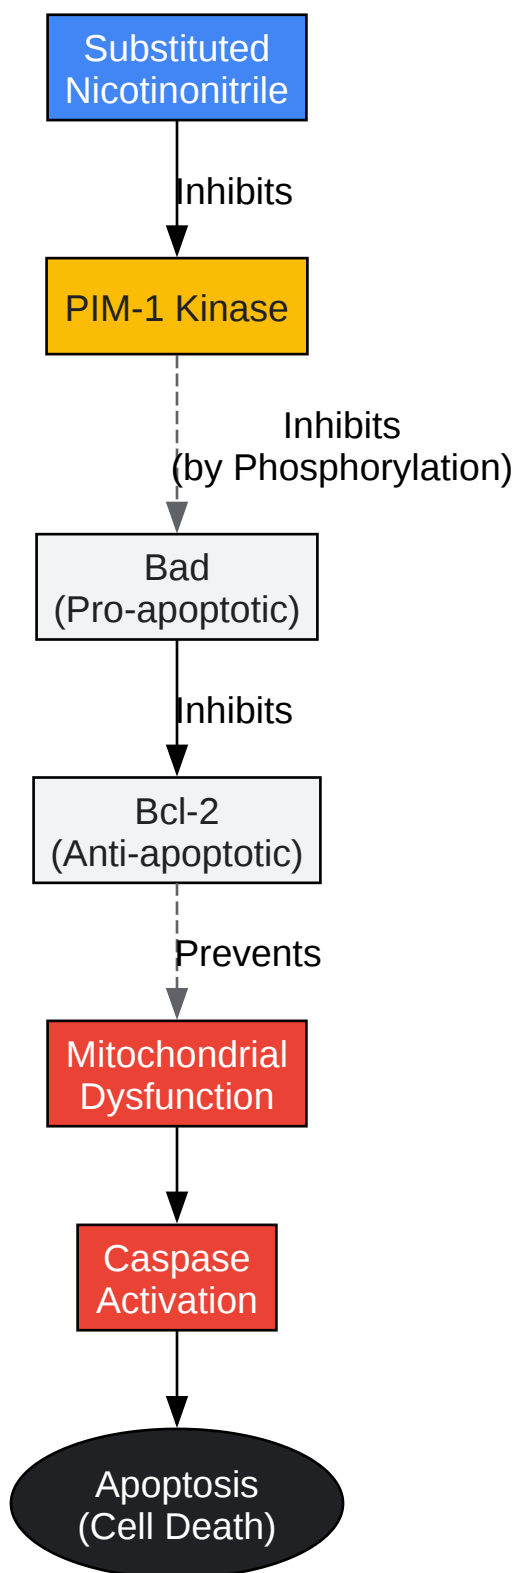 Substituted
Nicotinonitrile
Inhibits
PIM-1 Kinase
Inhibits
(by Phosphorylation)
Bad
(Pro-apoptotic)
Inhibits
Bcl-2
(Anti-apoptotic)
Prevents
Mitochondrial
Dysfunction
Caspase
Activation
Apoptosis
(Cell Death)